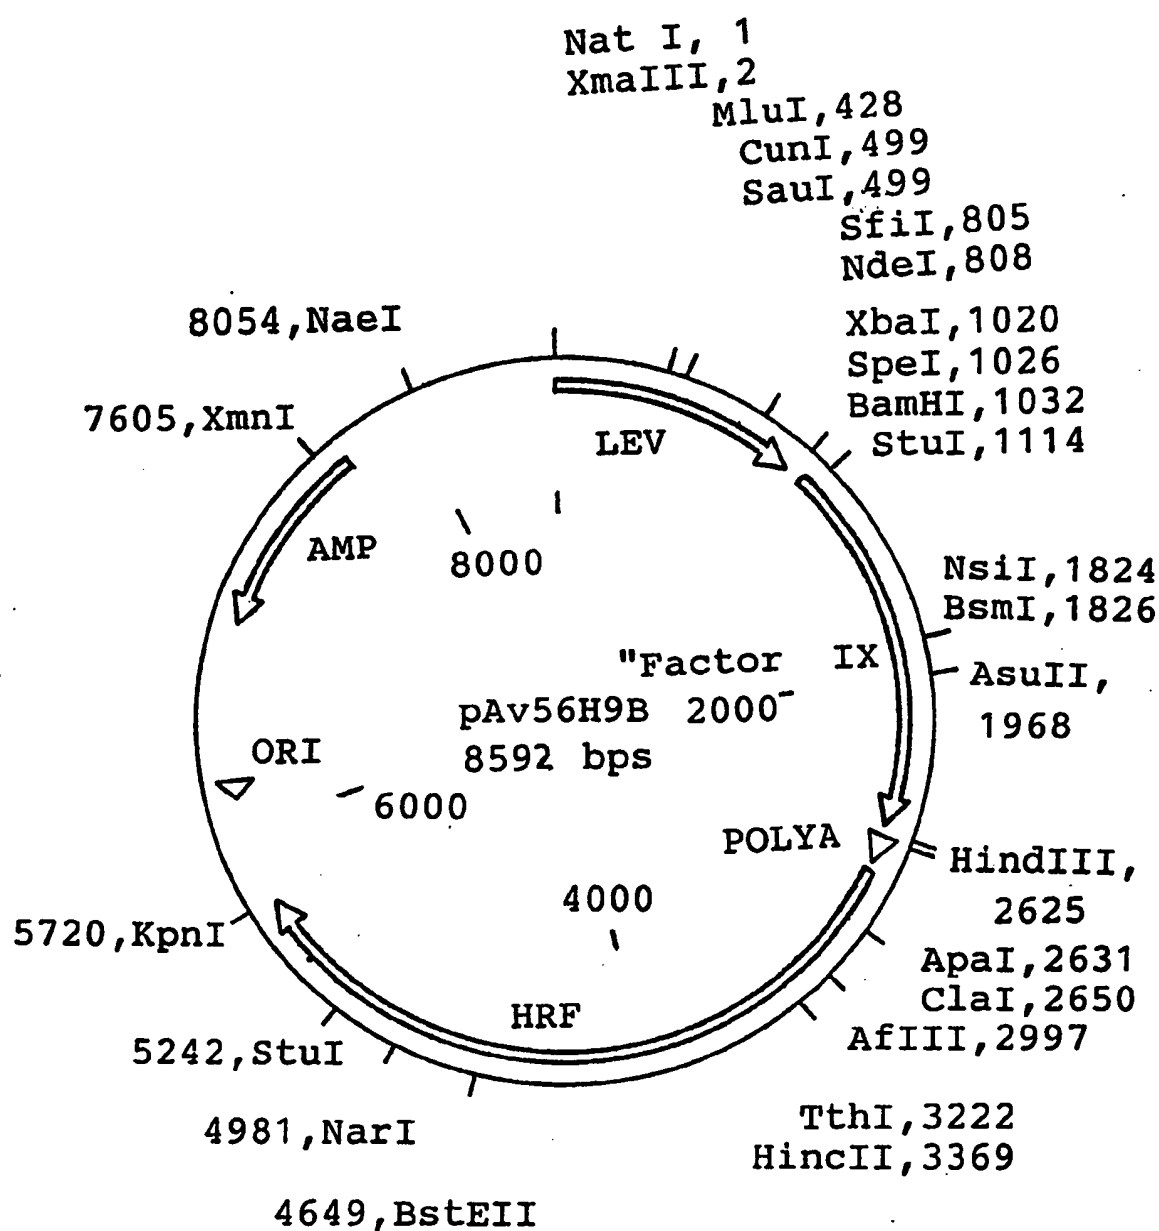 Nat I, 1
XmaIII,2
MluI,428
CunI,499
SauI,499
SfiI,805
NdeI,808
XbaI,1020
SpeI,1026
BamHI,1032
StuI,1114
8054,NaeI
7605,XmnI
LEV
AMP
8000
NsiI,1824
BsmI,1826
"Factor IX
AsuII,
1968
pAv56H9B 2000
8592 bps
ORI
6000
POLYA
HindIII,
2625
4000
5720,KpnI
ApaI,2631
ClaI,2650
AfIII,2997
HRF
5242,StuI
4981,NarI
TthI,3222
HincII,3369
4649,BstEII